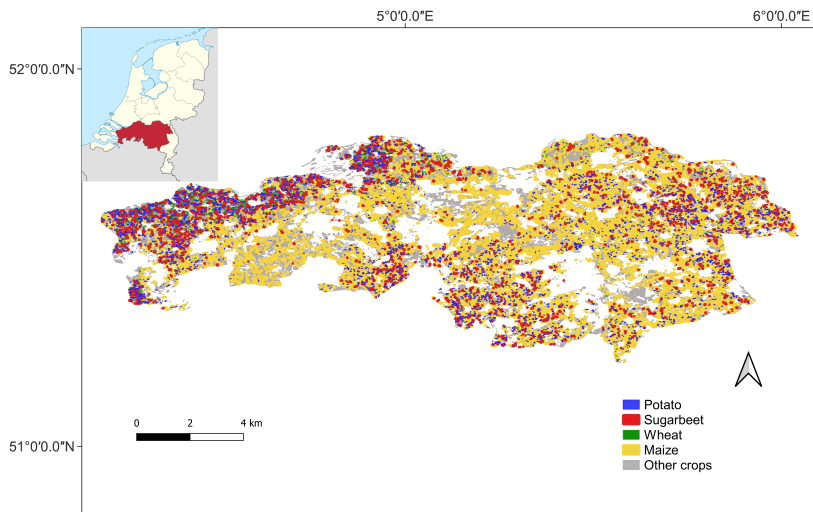 5°0′0.0″E 6°0′0.0″E
52°0′0.0″N
0 2 4 km
51°0′0.0″N
Potato
Sugarbeet
Wheat
Maize
Other crops